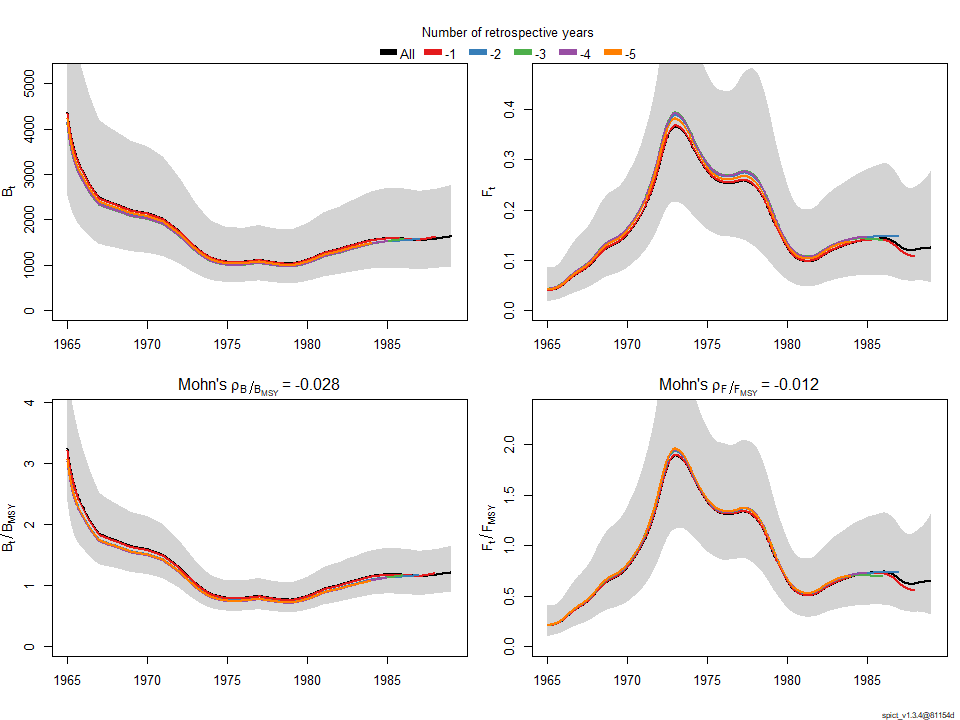 Number of retrospective years
All -1 -2 -3 -4 -5
Bt
0 1000 2000 3000 4000 5000
1965 1970 1975 1980 1985
Ft
0.0 0.1 0.2 0.3 0.4
1965 1970 1975 1980 1985
Mohn's ρB/BMSY = -0.028
Bt/BMSY
0 1 2 3 4
1965 1970 1975 1980 1985
Mohn's ρF/FMSY = -0.012
Ft/FMSY
0.0 0.5 1.0 1.5 2.0
1965 1970 1975 1980 1985
spict_v1.3.4@81154d